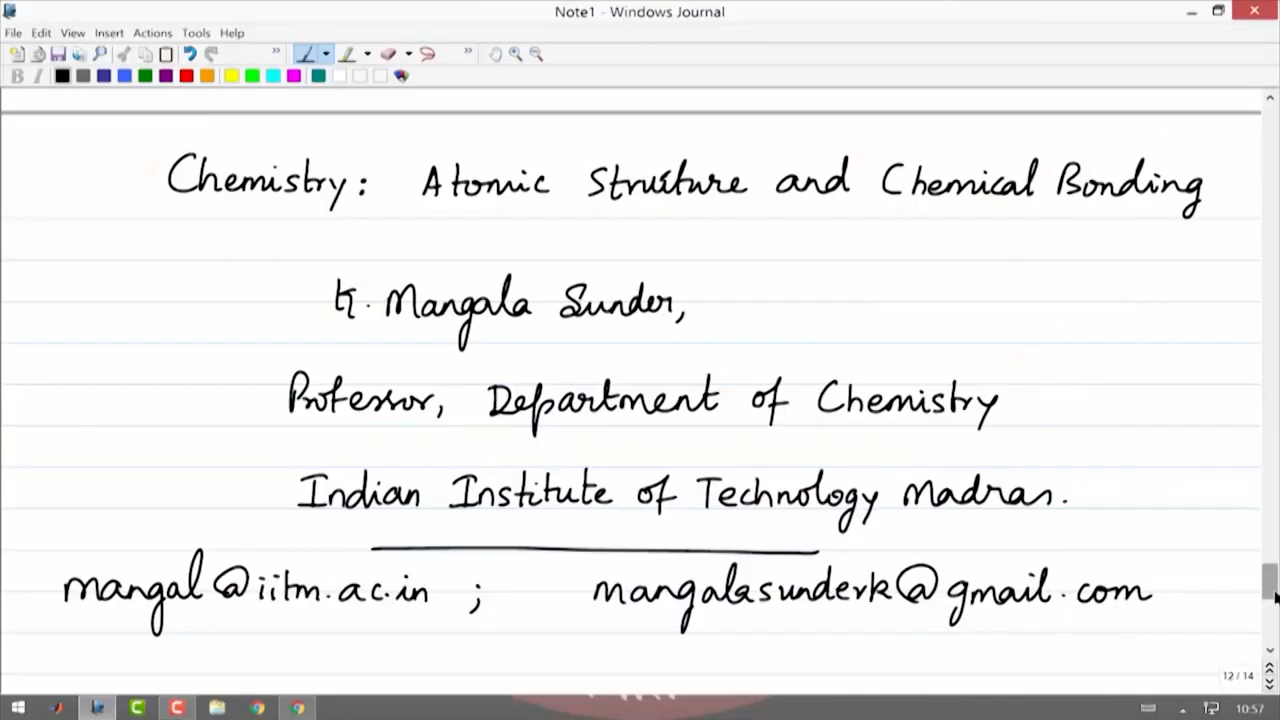 Note1 - Windows Journal
File Edit View Insert Actions Tools Help
B I
Chemistry: Atomic Structure and Chemical Bonding
K. Mangala Sunder,
Professor, Department of Chemistry
Indian Institute of Technology Madras.
mangal@iitm.ac.in ; mangalasunderk@gmail.com
12 / 14
10:57